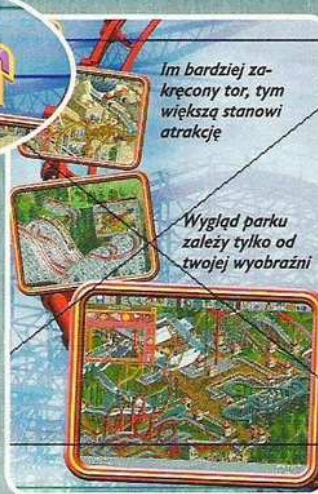 Im bardziej za-
kręcony tor, tym
większą stanowi
atrakcję
Wygląd parku
zależy tylko od
twojej wyobraźni